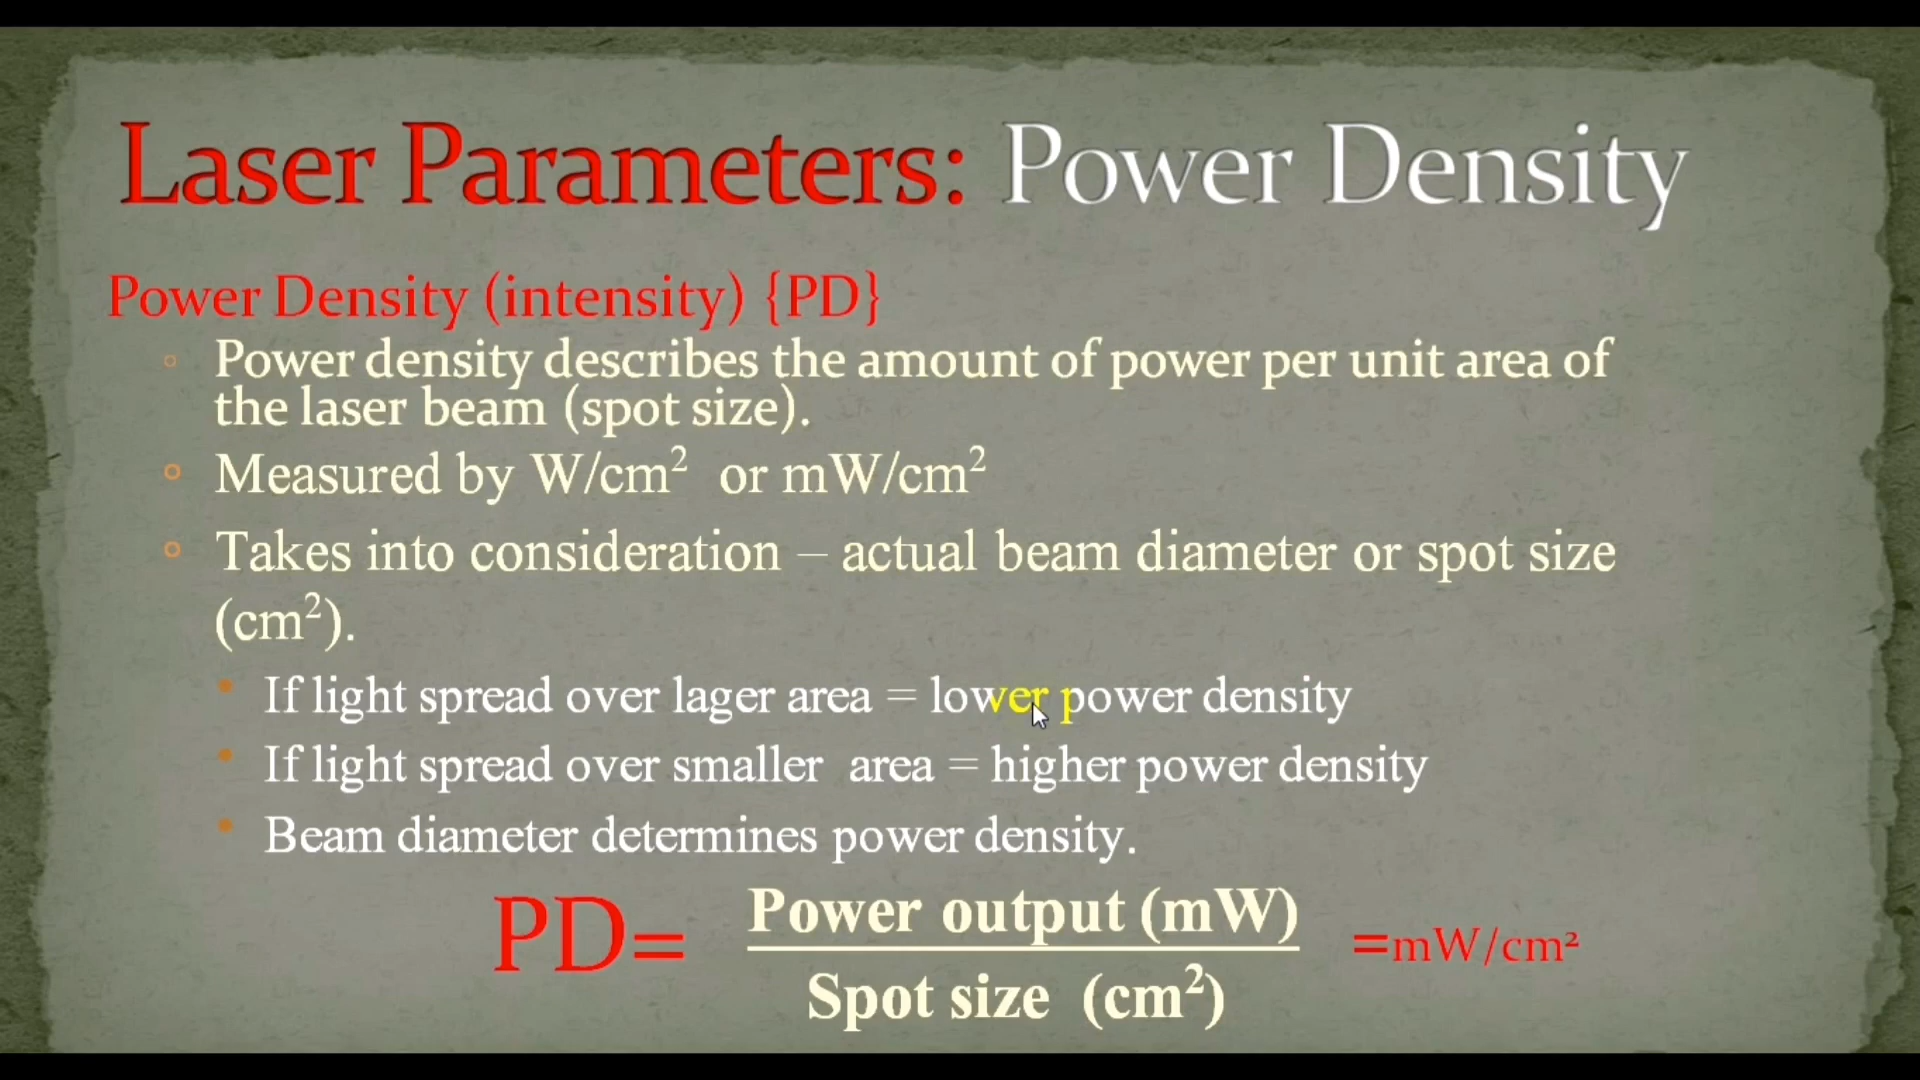 Laser Parameters: Power Density
Power Density (intensity) {PD}
Power density describes the amount of power per unit area of
the laser beam (spot size).
Measured by W/cm² or mW/cm²
Takes into consideration – actual beam diameter or spot size
(cm²).
If light spread over lager area = lower power density
If light spread over smaller area = higher power density
Beam diameter determines power density.
PD= Power output (mW) =mW/cm²
Spot size (cm²)